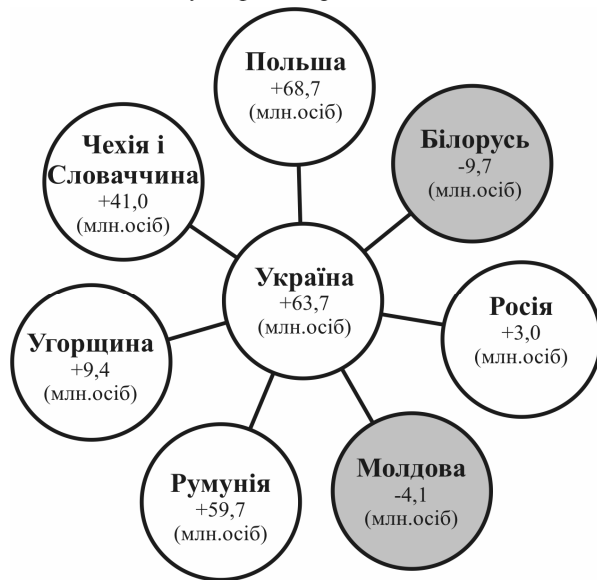 Польша
+68,7
(млн.осіб)
Чехія і
Словаччина
+41,0
(млн.осіб)
Білорусь
-9,7
(млн.осіб)
Україна
+63,7
(млн.осіб)
Угорщина
+9,4
(млн.осіб)
Росія
+3,0
(млн.осіб)
Румунія
+59,7
(млн.осіб)
Молдова
-4,1
(млн.осіб)